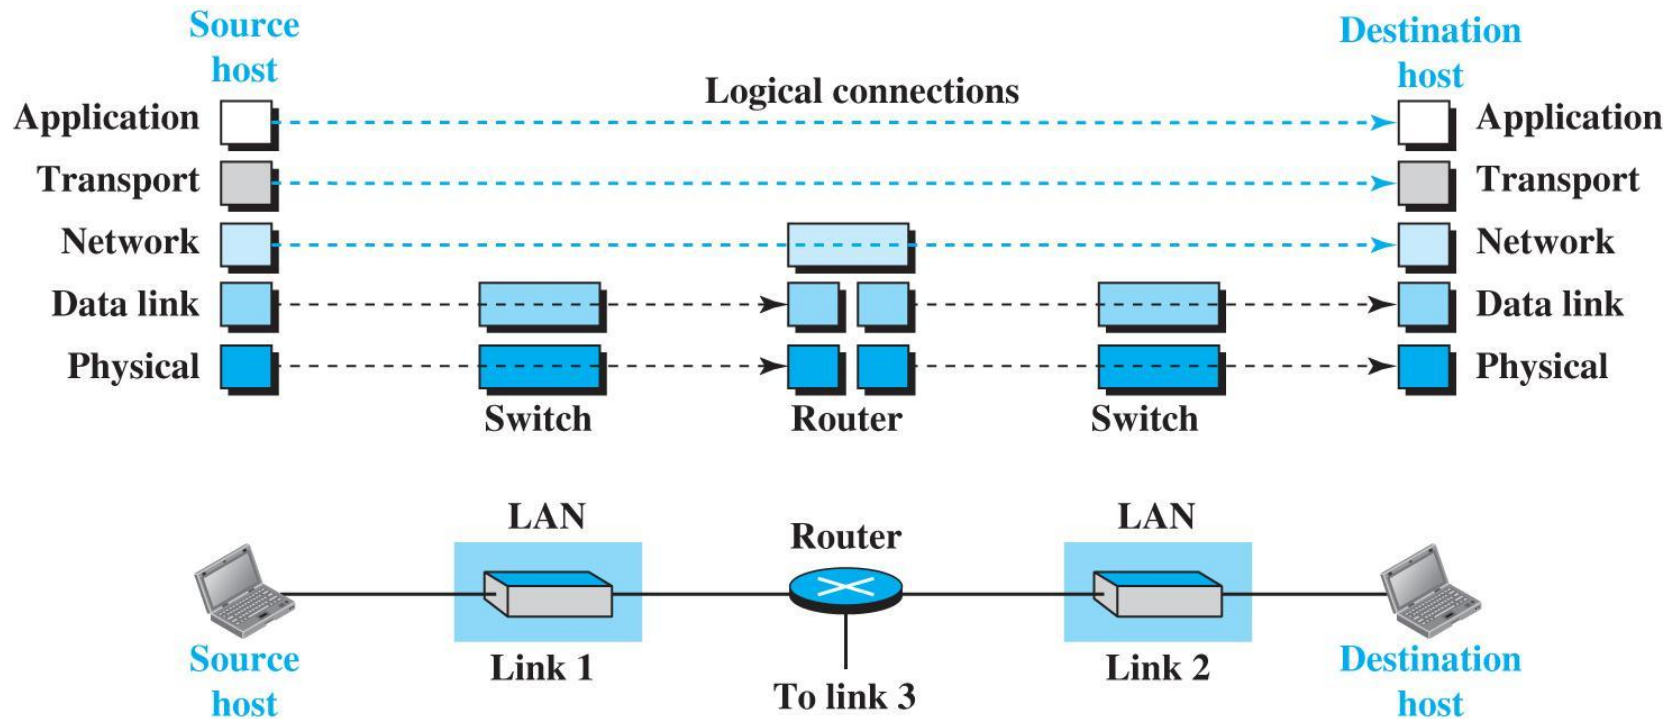 Source
host
Destination
host
Logical connections
Application
Application
Transport
Transport
Network
Network
Data link
Data link
Physical
Physical
Switch
Router
Switch
LAN
Router
LAN
Source
host
Link 1
To link 3
Link 2
Destination
host